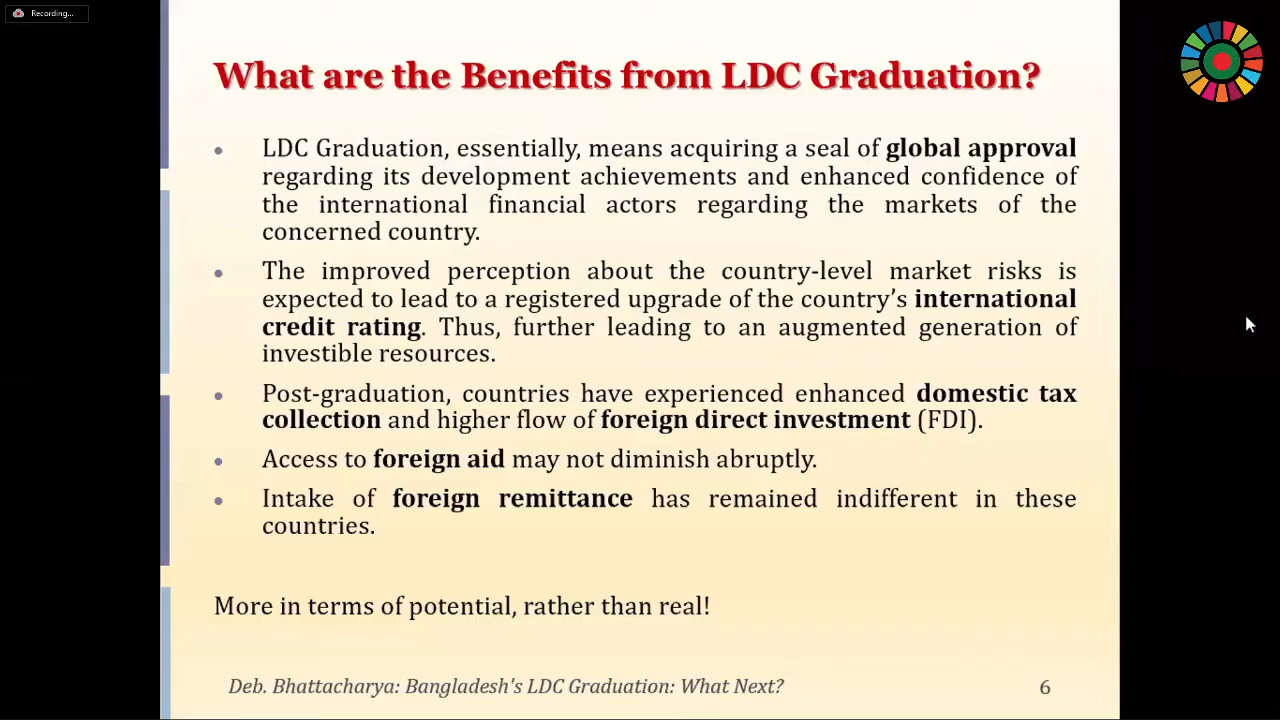 Recording...
What are the Benefits from LDC Graduation?
• LDC Graduation, essentially, means acquiring a seal of global approval
regarding its development achievements and enhanced confidence of
the international financial actors regarding the markets of the
concerned country.
• The improved perception about the country-level market risks is
expected to lead to a registered upgrade of the country’s international
credit rating. Thus, further leading to an augmented generation of
investible resources.
• Post-graduation, countries have experienced enhanced domestic tax
collection and higher flow of foreign direct investment (FDI).
• Access to foreign aid may not diminish abruptly.
• Intake of foreign remittance has remained indifferent in these
countries.
More in terms of potential, rather than real!
Deb. Bhattacharya: Bangladesh's LDC Graduation: What Next?
6